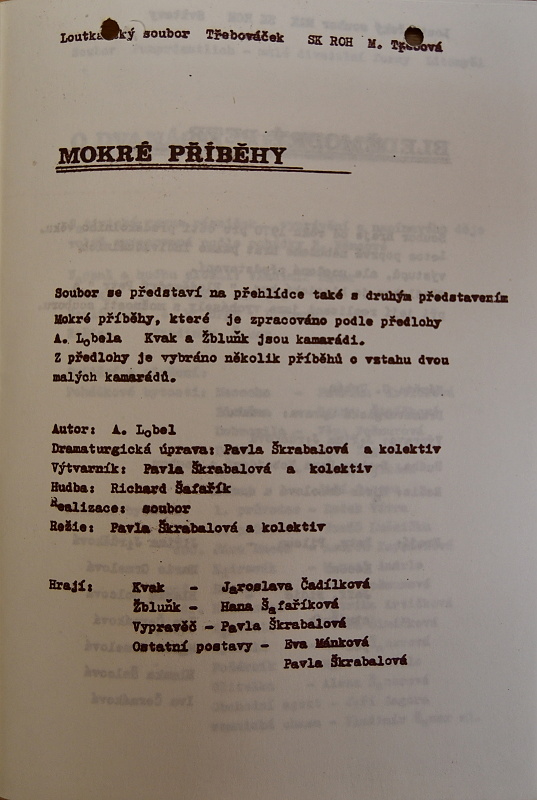 Loutkářský soubor Třebováček SK ROH M. Třebová
MOKRÉ PŘÍBĚHY
Soubor se představí na přehlídce také s druhým představením
Mokré příběhy, které je zpracováno podle předlohy
A. Lobela Kvak a Žbluňk jsou kamarádi.
Z předlohy je vybráno několik příběhů o vstahu dvou
malých kamarádů.
Autor: A. Lobel
Dramaturgická úprava: Pavla Škrabalová a kolektiv
Výtvarník: Pavla Škrabalová a kolektiv
Hudba: Richard Šafařík
Realizace: soubor
Režie: Pavla Škrabalová a kolektiv
Hrají: Kvak - Jaroslava Čadílková
Žbluňk - Hana Šafaříková
Vypravěč - Pavla Škrabalová
Ostatní postavy - Eva Mánková
Pavla Škrabalová